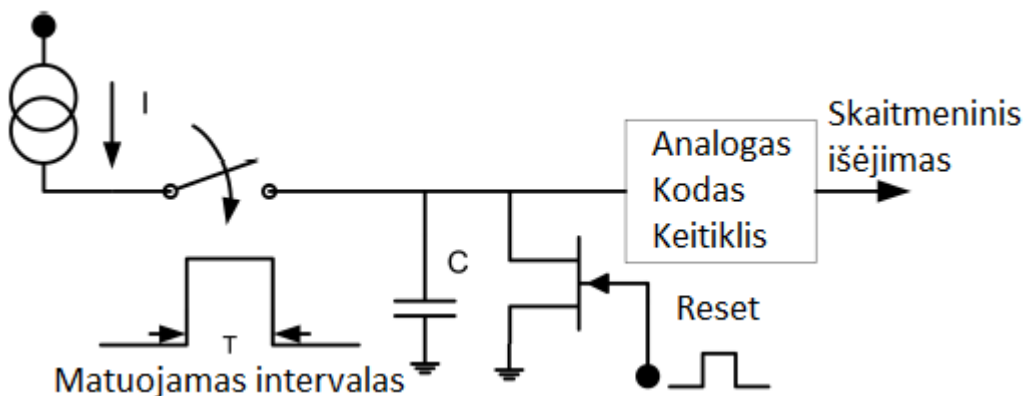 I
Skaitmeninis
išėjimas
Analogas
Kodas
Keitiklis
C
Reset
T
Matuojamas intervalas